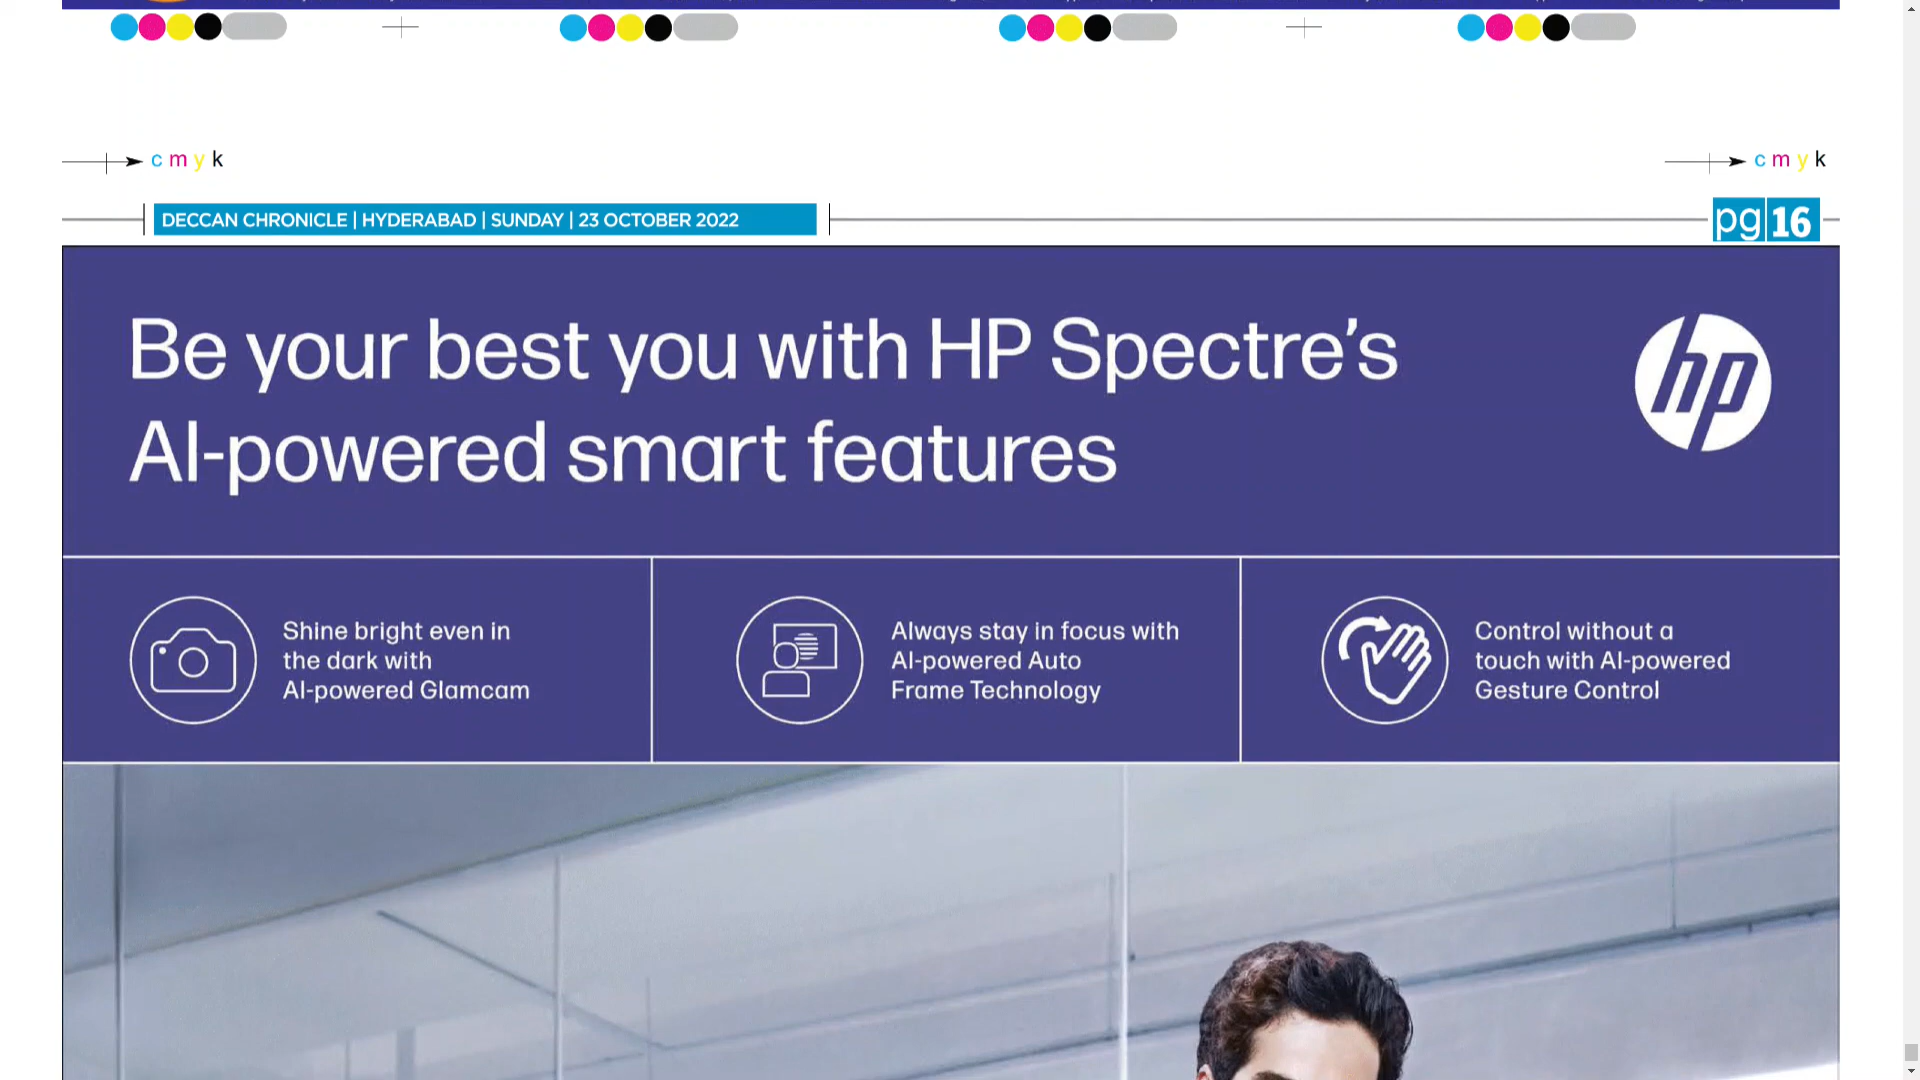 c m y k
c m y k
DECCAN CHRONICLE | HYDERABAD | SUNDAY | 23 OCTOBER 2022
pg 16
Be your best you with HP Spectre's
AI-powered smart features
hp
Shine bright even in
the dark with
AI-powered Glamcam
Always stay in focus with
AI-powered Auto
Frame Technology
Control without a
touch with AI-powered
Gesture Control